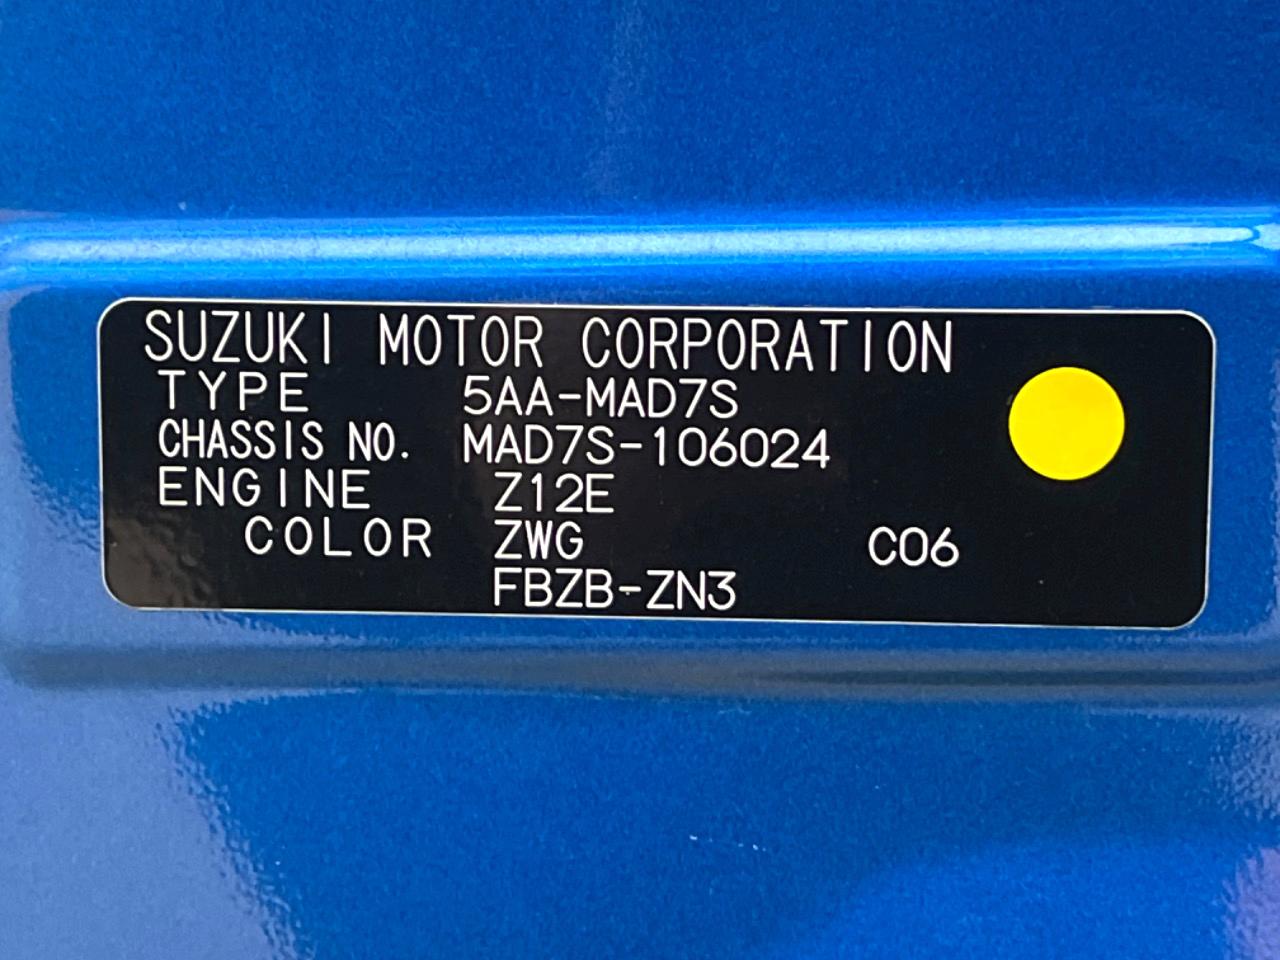 SUZUKI MOTOR CORPORATION
TYPE 5AA-MAD7S
CHASSIS NO. MAD7S-106024
ENGINE Z12E
COLOR ZWG C06
FBZB-ZN3